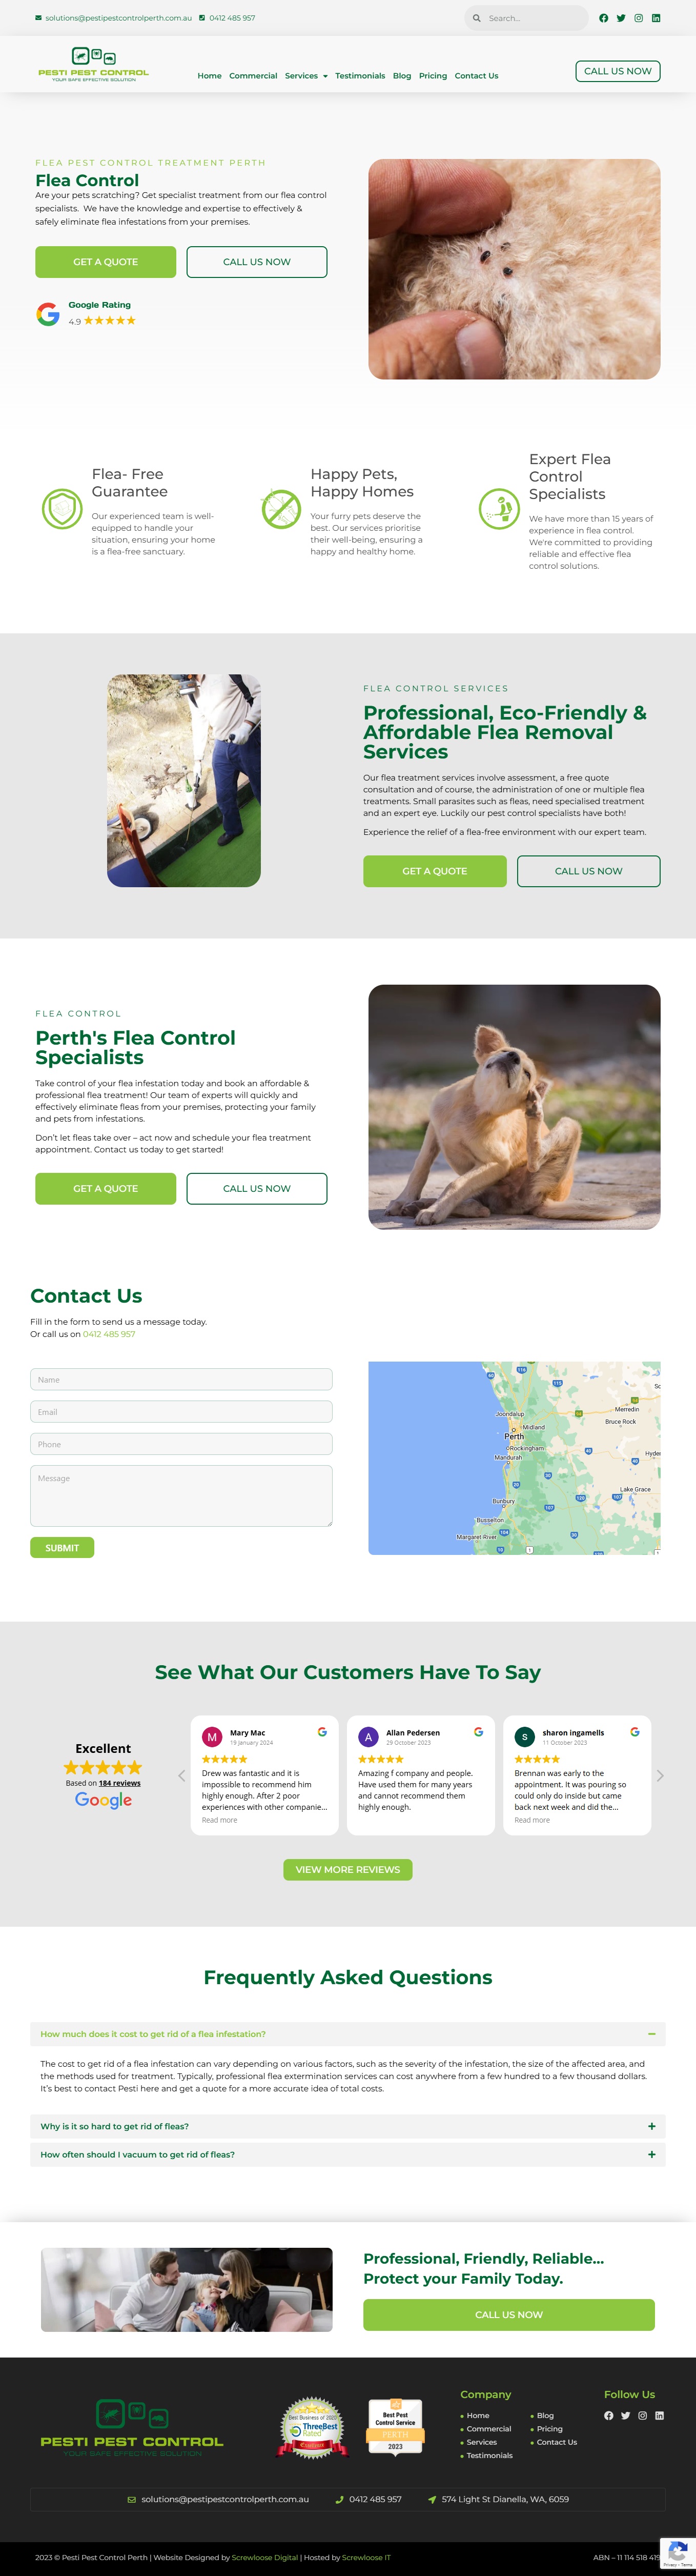 solutions@pestipestcontrolperth.com.au 0412 485 957
Search...
PESTI PEST CONTROL
YOUR SAFE EFFECTIVE SOLUTION
Home Commercial Services Testimonials Blog Pricing Contact Us
CALL US NOW
FLEA PEST CONTROL TREATMENT PERTH
Flea Control
Are your pets scratching? Get specialist treatment from our flea control
specialists. We have the knowledge and expertise to effectively &
safely eliminate flea infestations from your premises.
GET A QUOTE
CALL US NOW
Google Rating
4.9
Flea- Free
Guarantee
Our experienced team is well-
equipped to handle your
situation, ensuring your home
is a flea-free sanctuary.
Happy Pets,
Happy Homes
Your furry pets deserve the
best. Our services prioritise
their well-being, ensuring a
happy and healthy home.
Expert Flea
Control
Specialists
We have more than 15 years of
experience in flea control.
We're committed to providing
reliable and effective flea
control solutions.
FLEA CONTROL SERVICES
Professional, Eco-Friendly &
Affordable Flea Removal
Services
Our flea treatment services involve assessment, a free quote
consultation and of course, the administration of one or multiple flea
treatments. Small parasites such as fleas, need specialised treatment
and an expert eye. Luckily our pest control specialists have both!
Experience the relief of a flea-free environment with our expert team.
GET A QUOTE
CALL US NOW
FLEA CONTROL
Perth's Flea Control
Specialists
Take control of your flea infestation today and book an affordable &
professional flea treatment! Our team of experts will quickly and
effectively eliminate fleas from your premises, protecting your family
and pets from infestations.
Don't let fleas take over – act now and schedule your flea treatment
appointment. Contact us today to get started!
GET A QUOTE
CALL US NOW
Contact Us
Fill in the form to send us a message today.
Or call us on 0412 485 957
Name
Email
Phone
Message
SUBMIT
Joondalup
Midland
Perth
Rockingham
Mandurah
Bunbury
Busselton
Margaret River
Merredin
Bruce Rock
Lake Grace
See What Our Customers Have To Say
Excellent
Based on 184 reviews
Google
M
Mary Mac
19 January 2024
Drew was fantastic and it is
impossible to recommend him
highly enough. After 2 poor
experiences with other companie...
Read more
A
Allan Pedersen
29 October 2023
Amazing f company and people.
Have used them for many years
and cannot recommend them
highly enough.
S
sharon ingamells
11 October 2023
Brennan was early to the
appointment. It was pouring so
could only do inside but came
back next week and did the...
Read more
VIEW MORE REVIEWS
Frequently Asked Questions
How much does it cost to get rid of a flea infestation?
The cost to get rid of a flea infestation can vary depending on various factors, such as the severity of the infestation, the size of the affected area, and
the methods used for treatment. Typically, professional flea extermination services can cost anywhere from a few hundred to a few thousand dollars.
It's best to contact Pesti here and get a quote for a more accurate idea of total costs.
Why is it so hard to get rid of fleas?
How often should I vacuum to get rid of fleas?
Professional, Friendly, Reliable...
Protect your Family Today.
CALL US NOW
PESTI PEST CONTROL
YOUR SAFE EFFECTIVE SOLUTION
Best Business of 2020
ThreeBest
Rated
Excellence
Best Pest
Control Service
PERTH
2023
Company
Home
Commercial
Services
Testimonials
Blog
Pricing
Contact Us
Follow Us
solutions@pestipestcontrolperth.com.au
0412 485 957
574 Light St Dianella, WA, 6059
2023 © Pesti Pest Control Perth | Website Designed by Screwloose Digital | Hosted by Screwloose IT
ABN – 11 114 518 419
Privacy - Terms